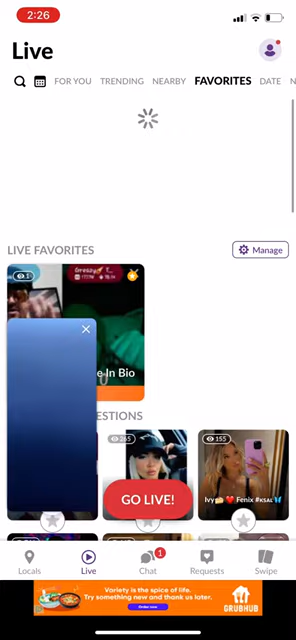 2:26
Live
FOR YOU TRENDING NEARBY FAVORITES DATE N
LIVE FAVORITES
Manage
e-In Bio
ESTIONS
265
155
GO LIVE!
Ivy🍑❤️ Fenix #KSAL🦋
1
Locals Live Chat Requests Swipe
Variety is the spice of life.
Try something new and thank us later.
Order now
GRUBHUB